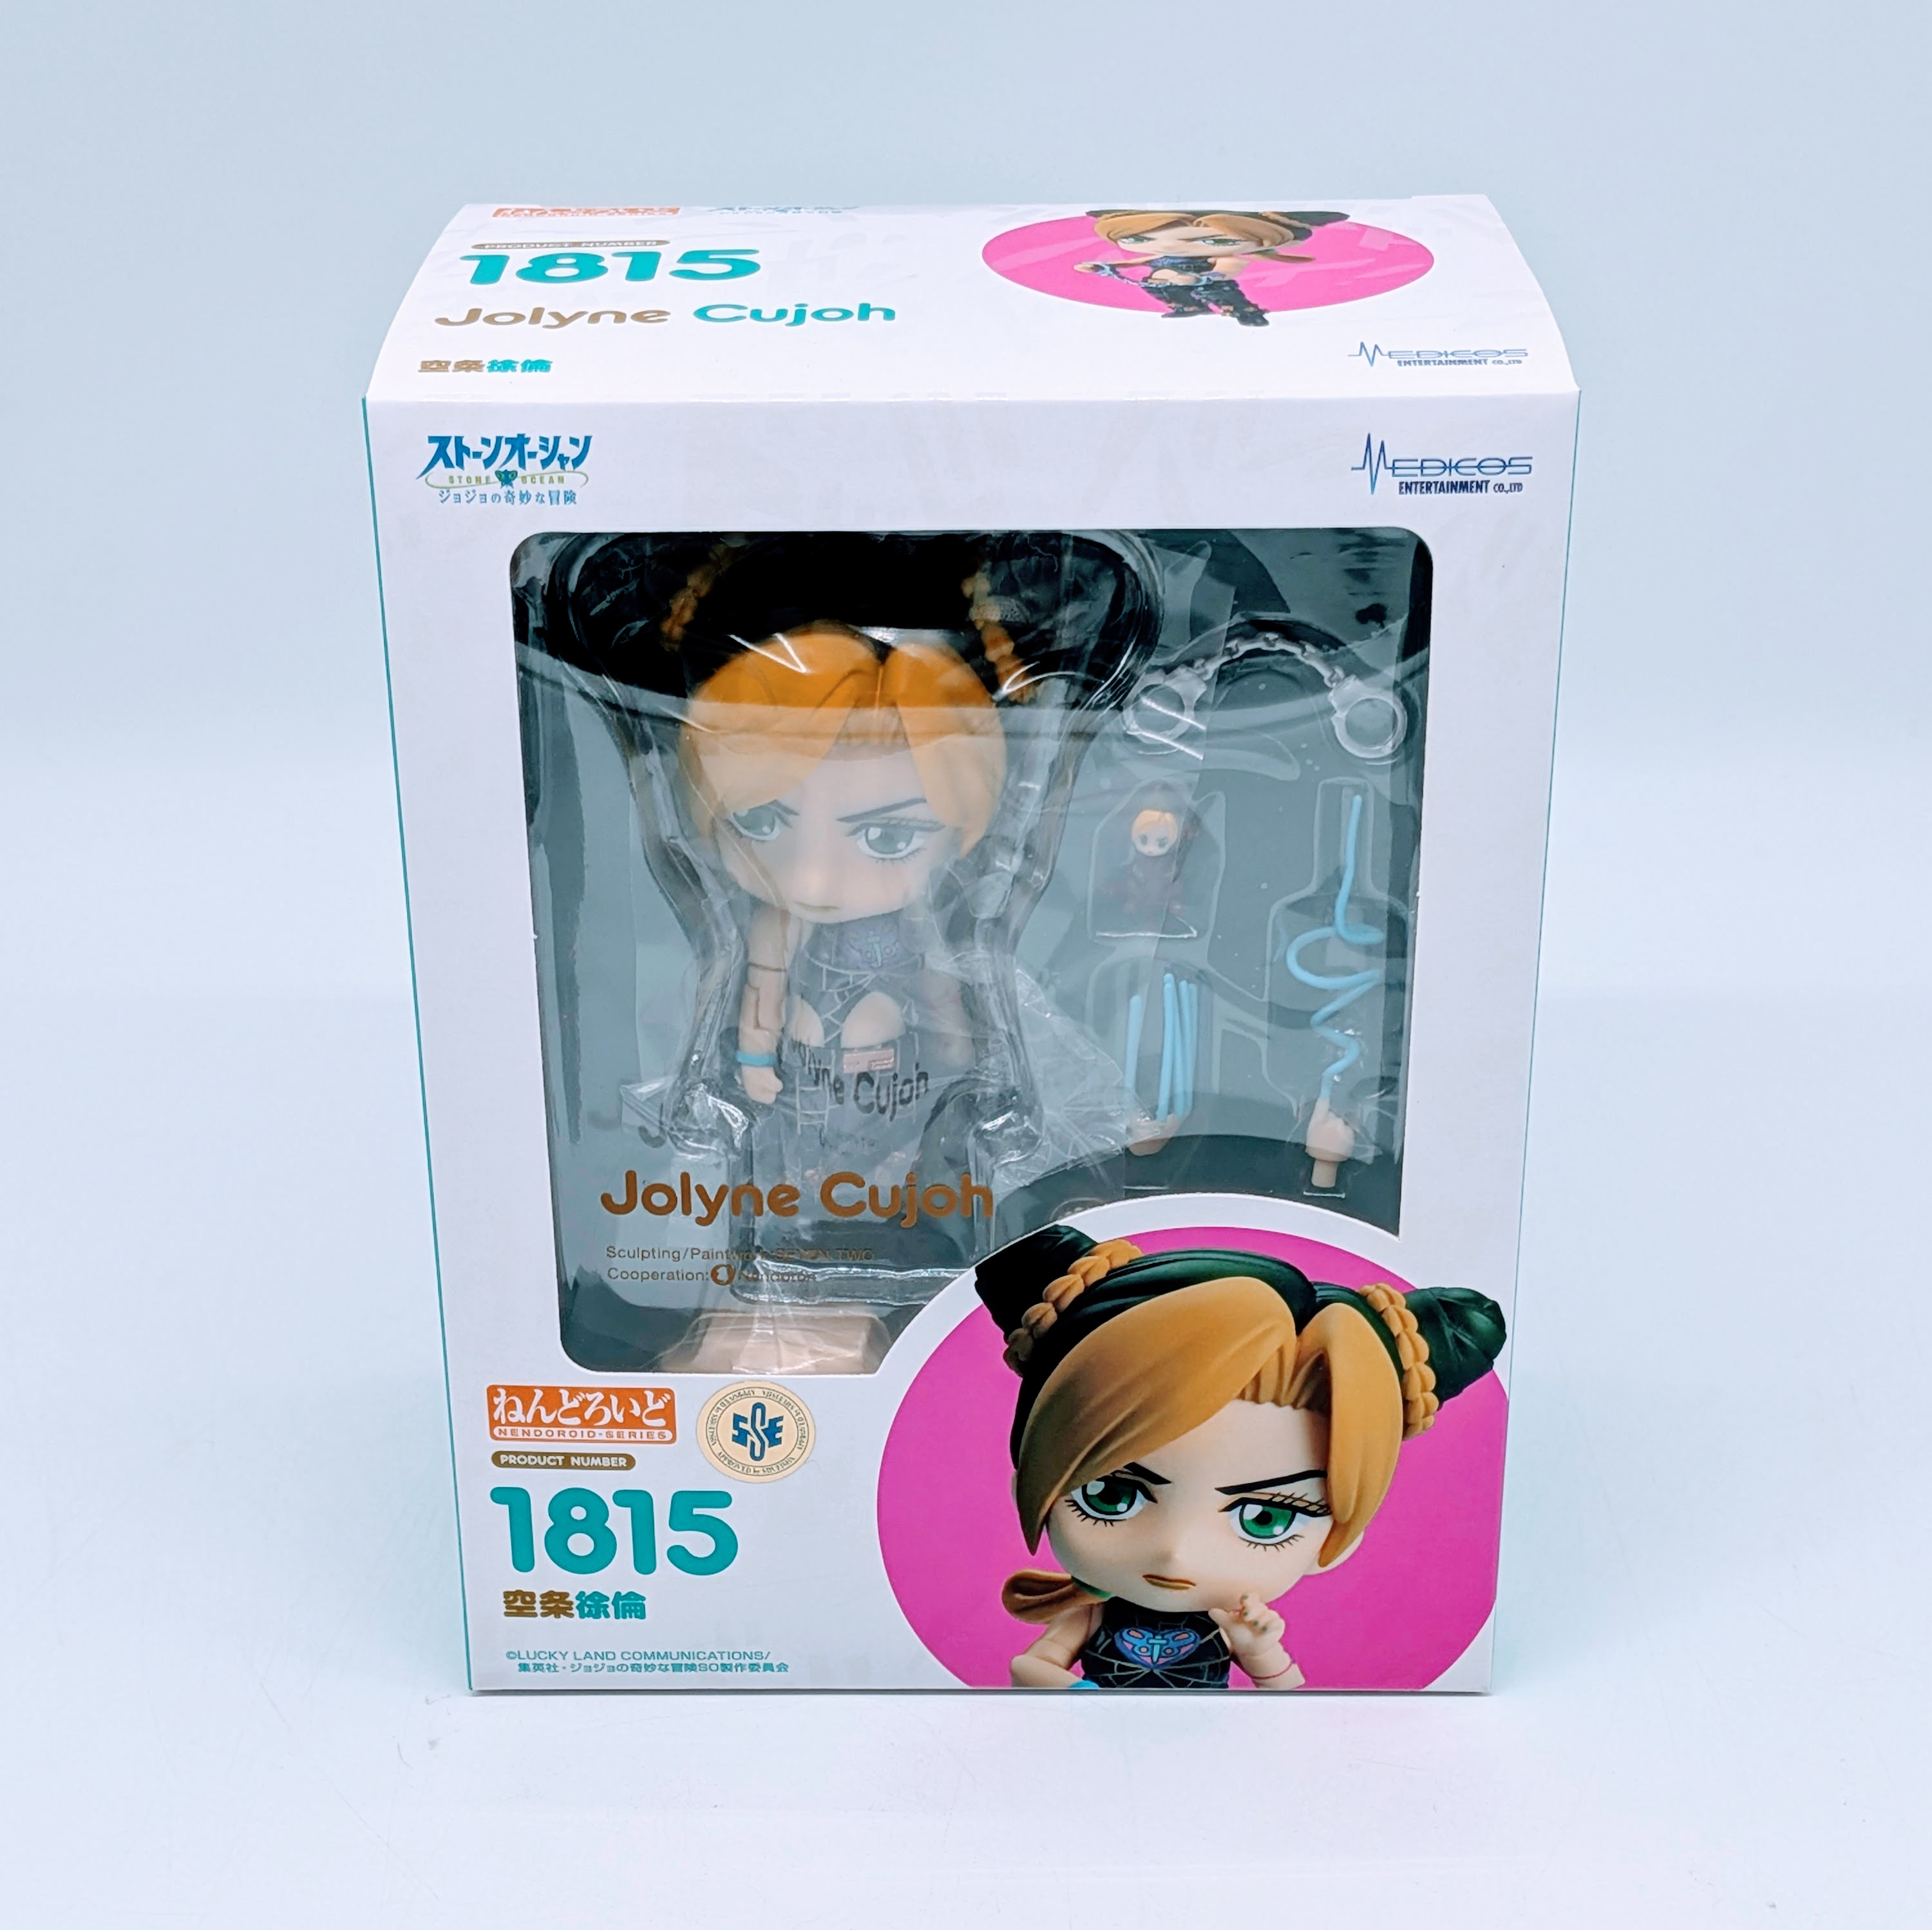 PRODUCT NUMBER
1815
Jolyne Cujoh
空条徐倫
MEDICOS
ENTERTAINMENT CO.,LTD
ストーンオーシャン
STONE OCEAN
ジョジョの奇妙な冒険
MEDICOS
ENTERTAINMENT CO.,LTD
Jolyne Cujoh
Sculpting/Paintwork: SEVEN TWO
Cooperation: Nendoron
ねんどろいど
NENDOROID-SERIES
SSE
PRODUCT NUMBER
1815
空条徐倫
©LUCKY LAND COMMUNICATIONS/
集英社・ジョジョの奇妙な冒険SO製作委員会